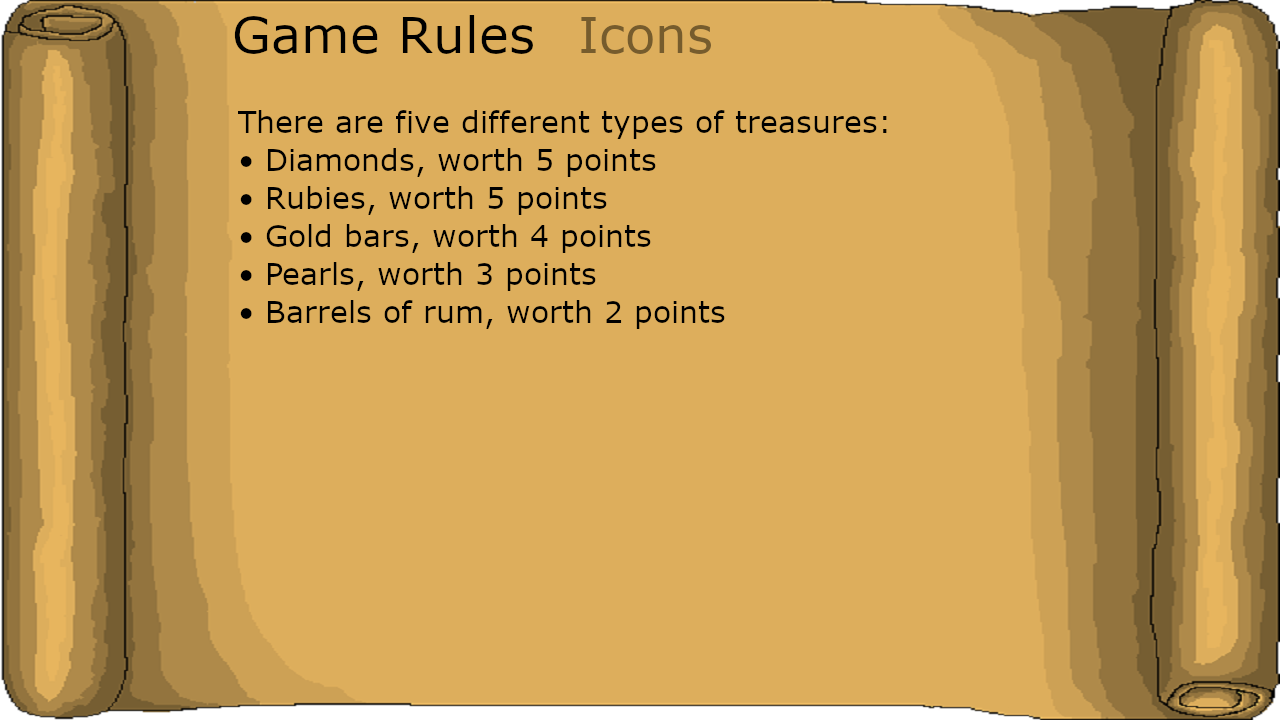 Game Rules Icons
There are five different types of treasures:
• Diamonds, worth 5 points
• Rubies, worth 5 points
• Gold bars, worth 4 points
• Pearls, worth 3 points
• Barrels of rum, worth 2 points